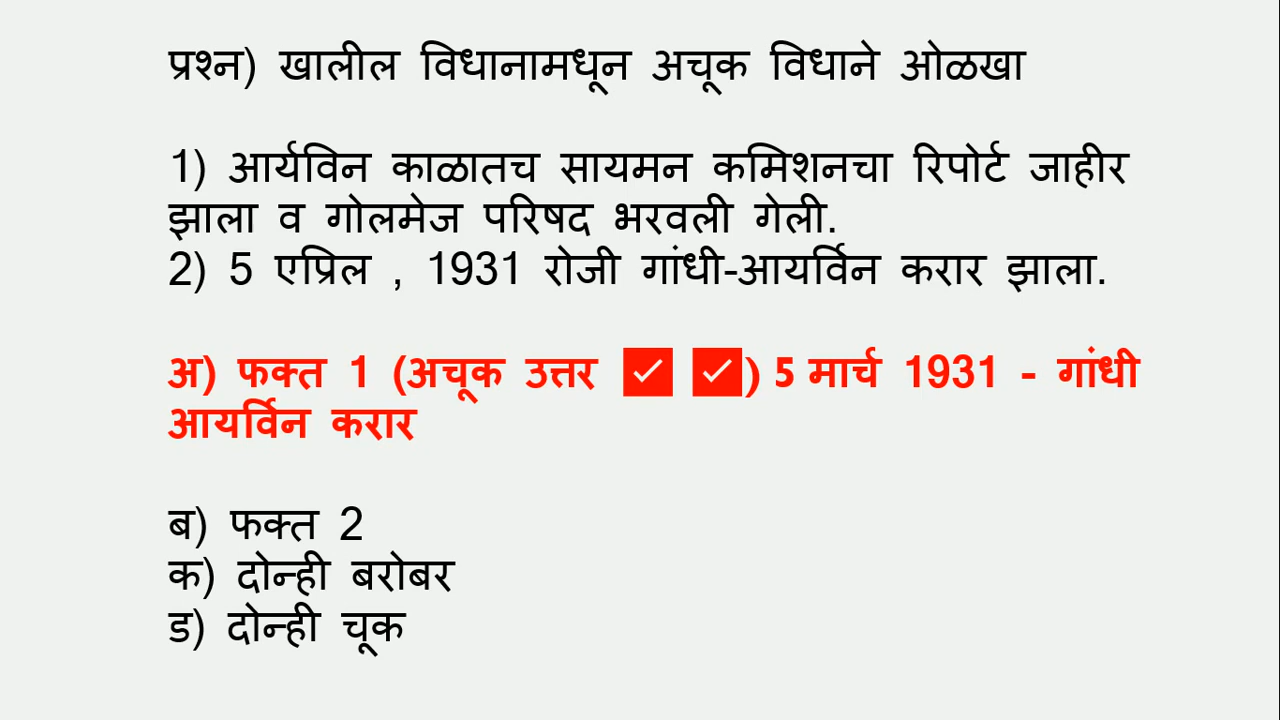 प्रश्न) खालील विधानामधून अचूक विधाने ओळखा
1) आर्यविन काळातच सायमन कमिशनचा रिपोर्ट जाहीर
झाला व गोलमेज परिषद भरवली गेली.
2) 5 एप्रिल , 1931 रोजी गांधी-आयर्विन करार झाला.
अ) फक्त 1 (अचूक उत्तर ✅ ✅) 5 मार्च 1931 - गांधी
आयर्विन करार
ब) फक्त 2
क) दोन्ही बरोबर
ड) दोन्ही चूक